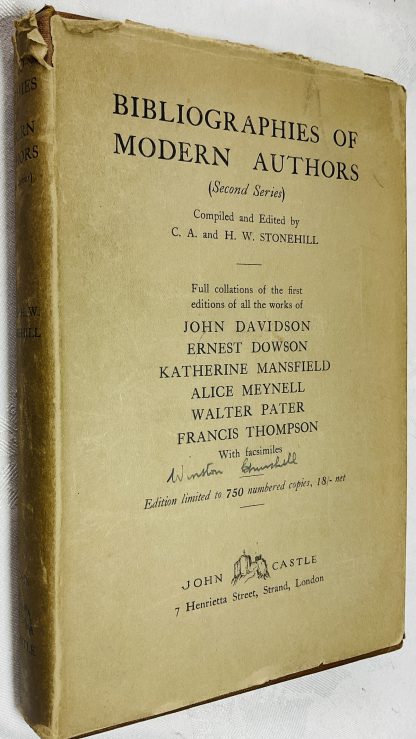 BIBLIOGRAPHIES OF
MODERN AUTHORS
(Second Series)
Compiled and Edited by
C. A. and H. W. STONEHILL
Full collations of the first
editions of all the works of
JOHN DAVIDSON
ERNEST DOWSON
KATHERINE MANSFIELD
ALICE MEYNELL
WALTER PATER
FRANCIS THOMPSON
With facsimiles
Winston Churchill
Edition limited to 750 numbered copies, 18/- net
JOHN CASTLE
7 Henrietta Street, Strand, London